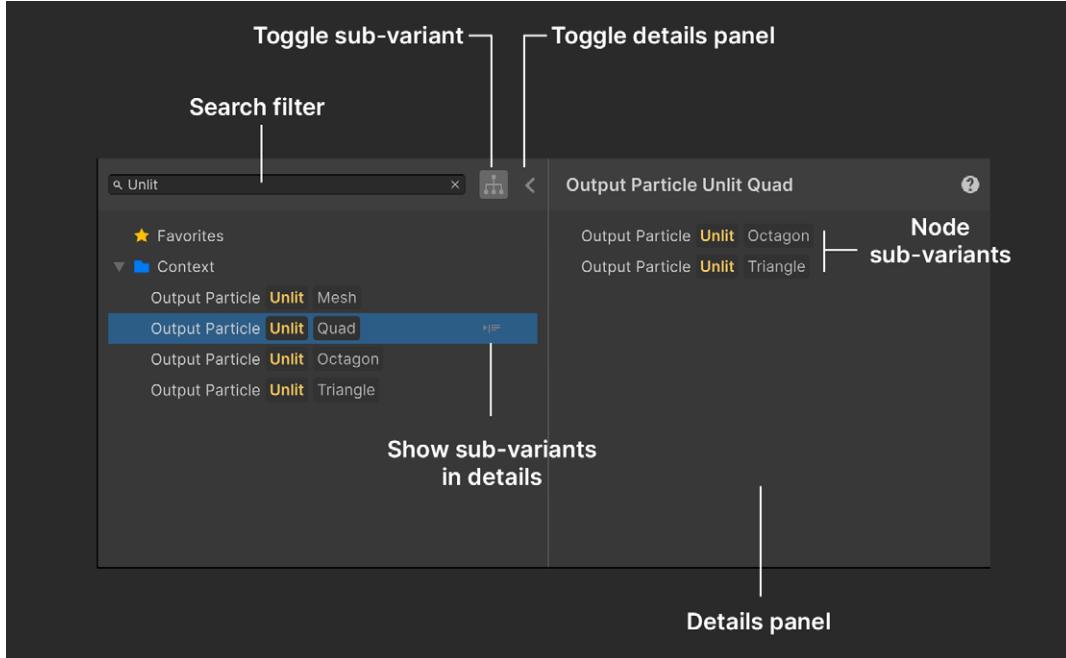 Toggle sub-variant
Toggle details panel
Search filter
Unlit
Output Particle Unlit Quad
Favorites
Context
Output Particle Unlit Mesh
Output Particle Unlit Quad
Output Particle Unlit Octagon
Output Particle Unlit Triangle
Output Particle Unlit Octagon
Output Particle Unlit Triangle
Node
sub-variants
Show sub-variants
in details
Details panel